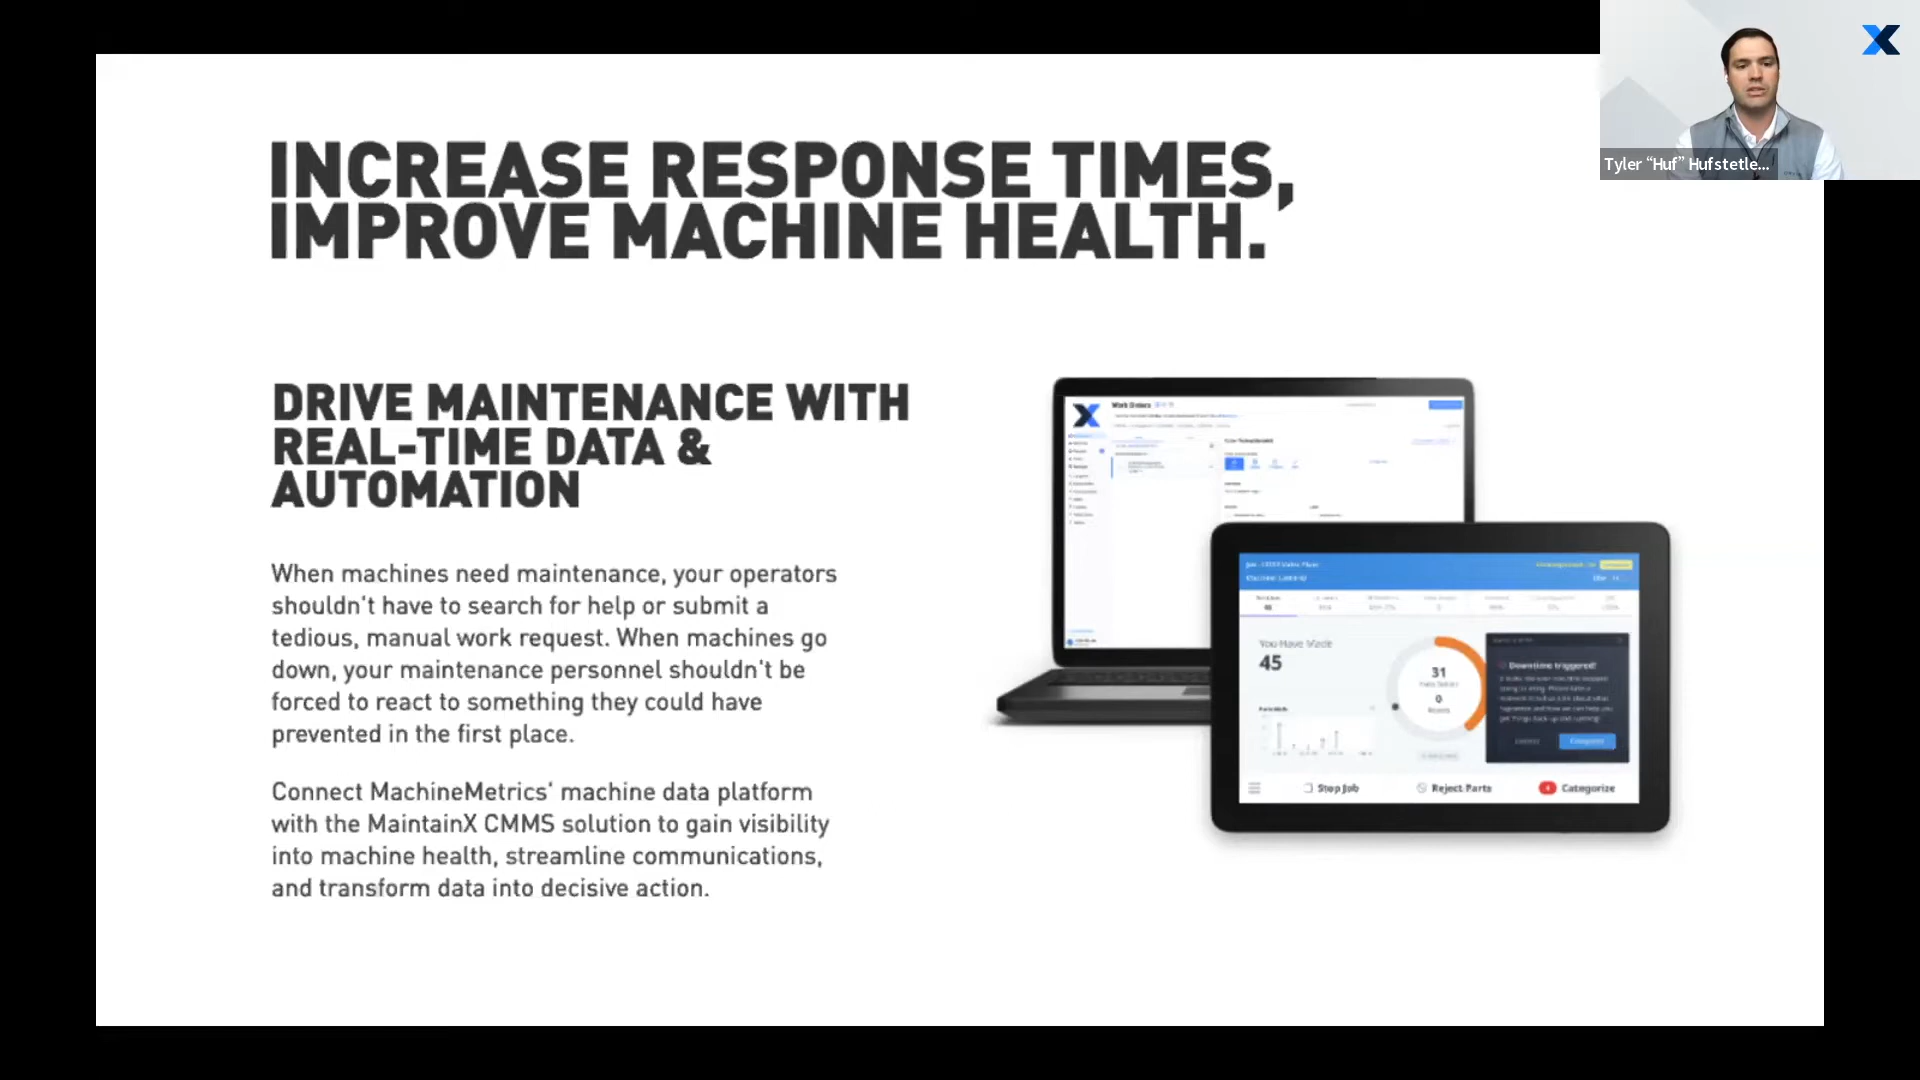 INCREASE RESPONSE TIMES,
IMPROVE MACHINE HEALTH.
Tyler “Huf” Hufstetle...
DRIVE MAINTENANCE WITH
REAL-TIME DATA &
AUTOMATION
When machines need maintenance, your operators
shouldn't have to search for help or submit a
tedious, manual work request. When machines go
down, your maintenance personnel shouldn't be
forced to react to something they could have
prevented in the first place.
Connect MachineMetrics' machine data platform
with the MaintainX CMMS solution to gain visibility
into machine health, streamline communications,
and transform data into decisive action.
Work Orders
You Have Made
45
31
0
Downtime triggered!
Categorize
Stop Job
Reject Parts
Categorize